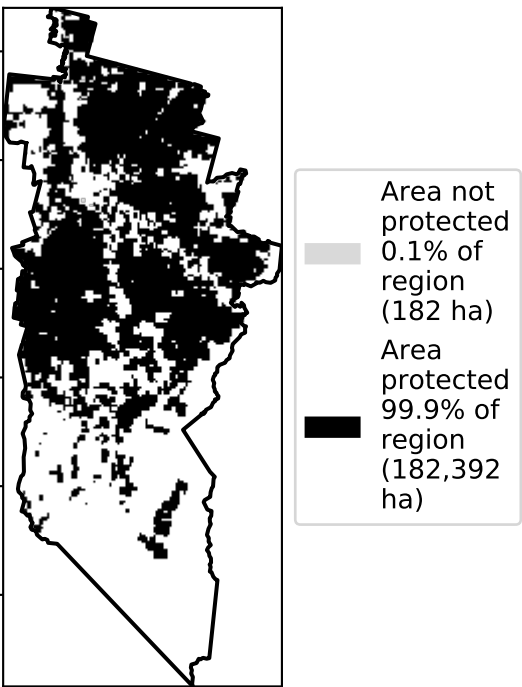 Area not
protected
0.1% of
region
(182 ha)
Area
protected
99.9% of
region
(182,392
ha)